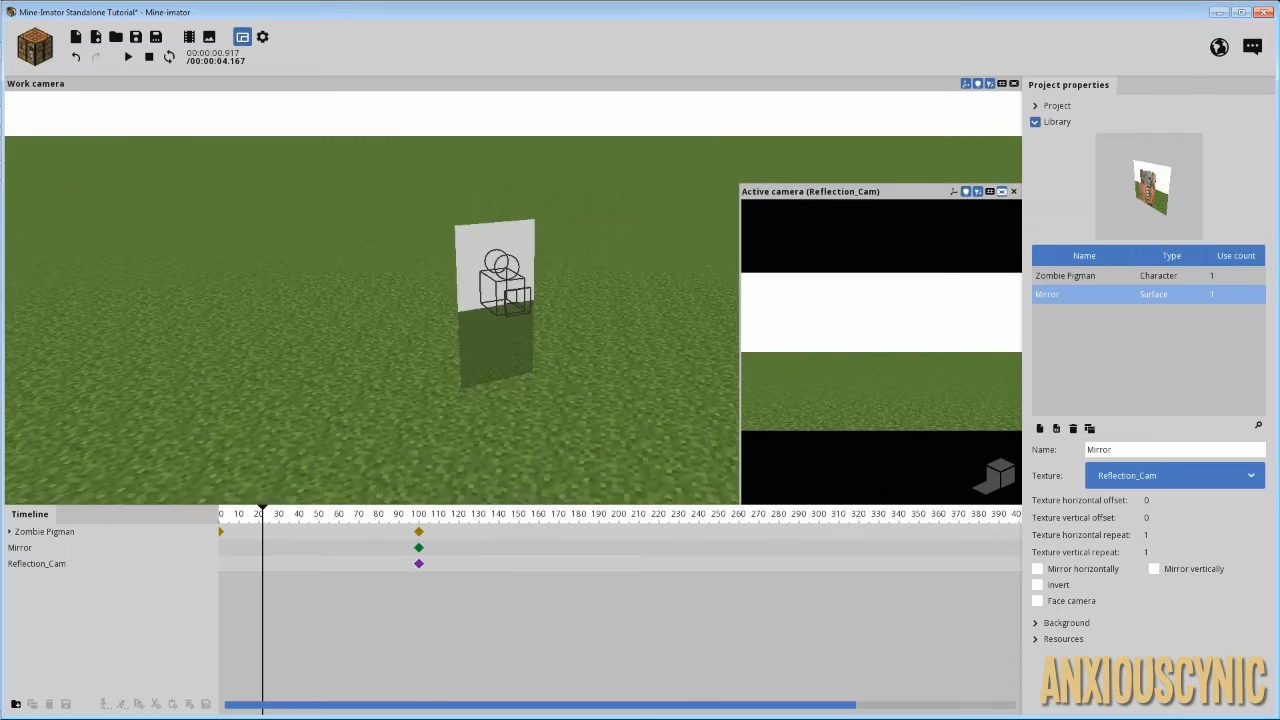 Mine-Imator Standalone Tutorial* - Mine-imator
00:00:00.917
/00:00:04.167
Work camera
Active camera (Reflection_Cam)
Project properties
Project
Library
Name Type Use count
Zombie Pigman Character 1
Mirror Surface 1
Name: Mirror
Texture: Reflection_Cam
Texture horizontal offset: 0
Texture vertical offset: 0
Texture horizontal repeat: 1
Texture vertical repeat: 1
Mirror horizontally Mirror vertically
Invert
Face camera
Background
Resources
Timeline
0 10 20 30 40 50 60 70 80 90 100 110 120 130 140 150 160 170 180 190 200 210 220 230 240 250 260 270 280 290 300 310 320 330 340 350 360 370 380 390 40
Zombie Pigman
Mirror
Reflection_Cam
ANXIOUSCYNIC